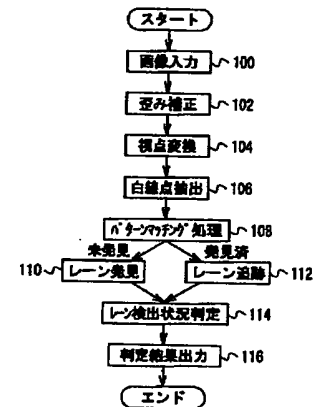 スタート
画像入力 100
歪み補正 102
視点変換 104
白線点抽出 106
パターンマッチング処理 108
未発見 発見済
110 レーン発見 レーン追跡 112
レーン検出状況判定 114
判定結果出力 116
エンド